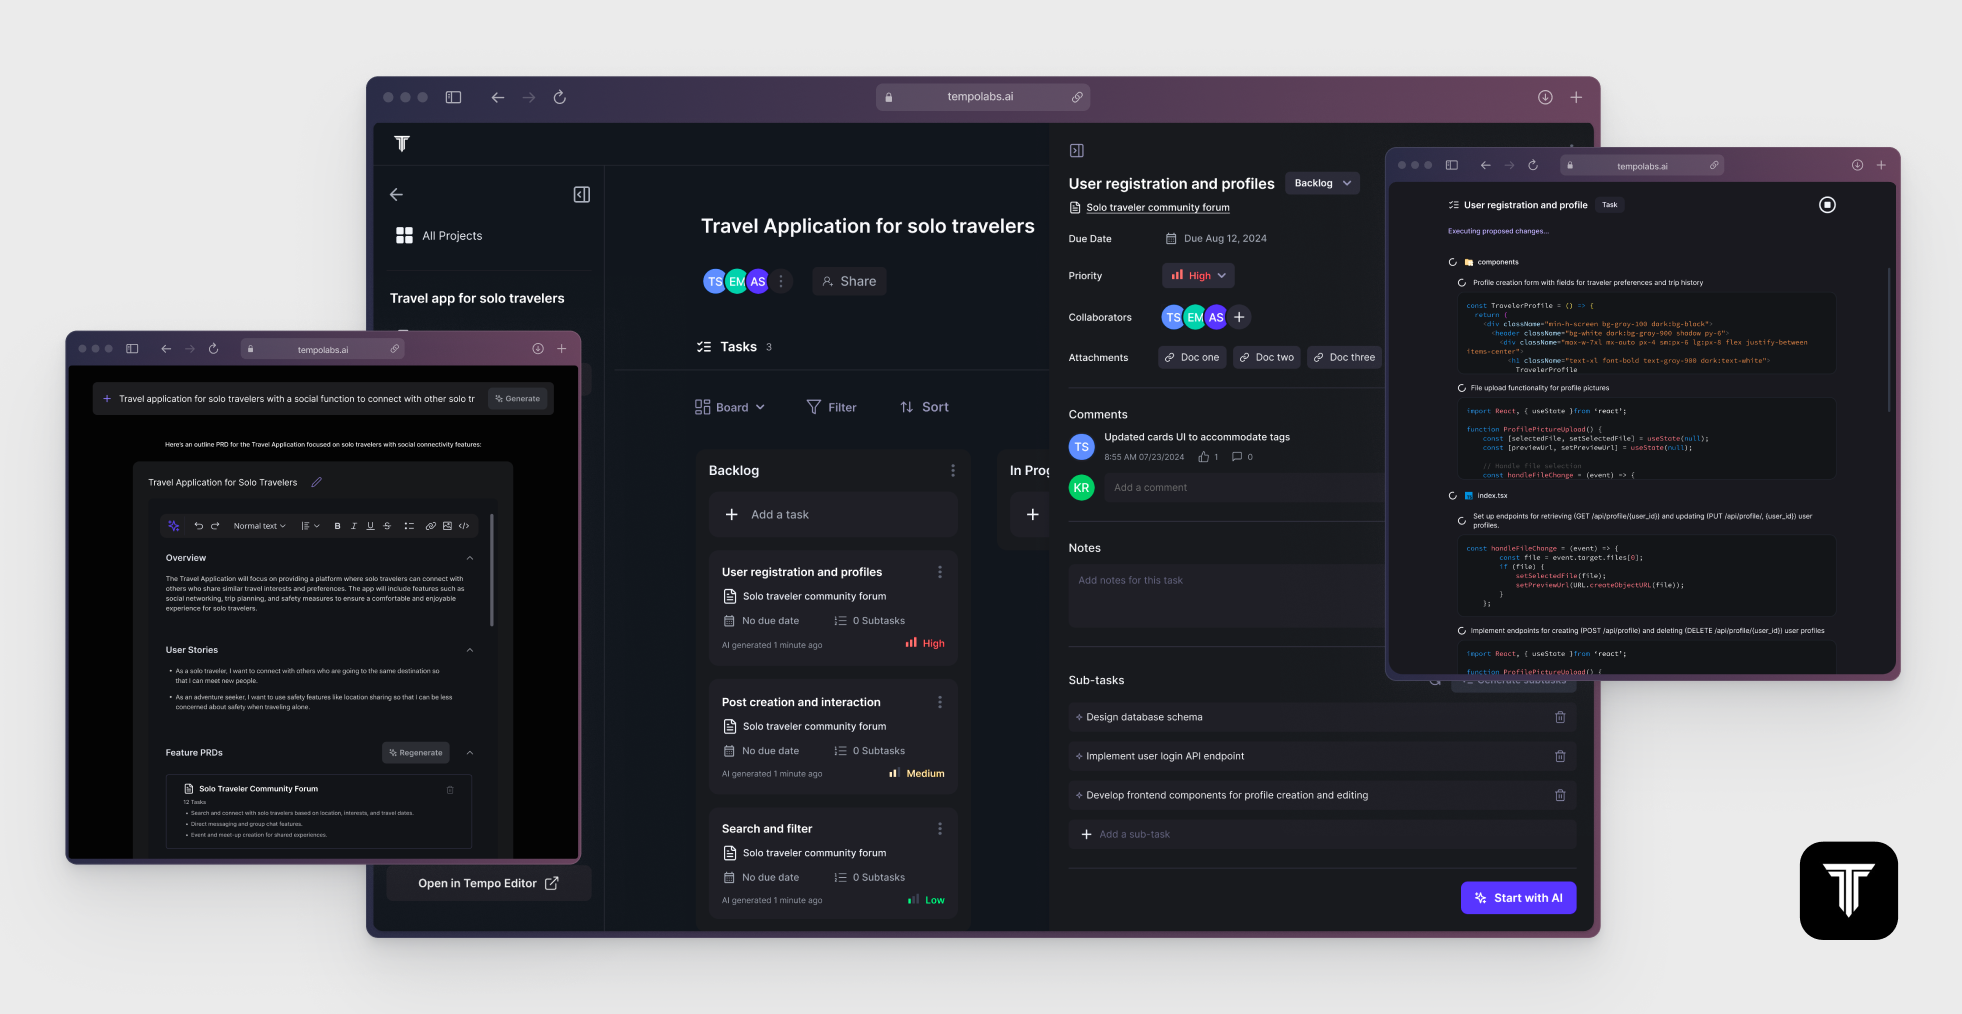 tempolabs.ai
All Projects
Travel app for solo travelers
Open in Tempo Editor
Travel Application for solo travelers
TS
EM
AS
Share
Tasks 3
Board
Filter
Sort
Backlog
Add a task
User registration and profiles
Solo traveler community forum
No due date
0 Subtasks
AI generated 1 minute ago
High
Post creation and interaction
Solo traveler community forum
No due date
0 Subtasks
AI generated 1 minute ago
Medium
Search and filter
Solo traveler community forum
No due date
0 Subtasks
AI generated 1 minute ago
Low
In Prog
User registration and profiles
Backlog
Solo traveler community forum
Due Date
Due Aug 12, 2024
Priority
High
Collaborators
TS
EM
AS
Attachments
Doc one
Doc two
Doc three
Comments
TS
Updated cards UI to accommodate tags
8:55 AM 07/23/2024
1
0
KR
Add a comment
Notes
Add notes for this task
Sub-tasks
Generate subtasks
Design database schema
Implement user login API endpoint
Develop frontend components for profile creation and editing
Add a sub-task
Start with AI
tempolabs.ai
Travel application for solo travelers with a social function to connect with other solo tr
Generate
Here's an outline PRD for the Travel Application focused on solo travelers with social connectivity features:
Travel Application for Solo Travelers
Normal text
B
I
U
S
Overview
The Travel Application will focus on providing a platform where solo travelers can connect with
others who share similar travel interests and preferences. The app will include features such as
social networking, trip planning, and safety measures to ensure a comfortable and enjoyable
experience for solo travelers.
User Stories
• As a solo traveler, I want to connect with others who are going to the same destination so
that I can meet new people.
• As an adventure seeker, I want to use safety features like location sharing so that I can be less
concerned about safety when traveling alone.
Feature PRDs
Regenerate
Solo Traveler Community Forum
12 Tasks
• Search and connect with solo travelers based on location, interests, and travel dates.
• Direct messaging and group chat features.
• Event and meet-up creation for shared experiences.
tempolabs.ai
User registration and profile
Task
Executing proposed changes...
components
Profile creation form with fields for traveler preferences and trip history
const TravelerProfile = () => {
return (
<div className="min-h-screen bg-gray-100 dark:bg-black">
<header className="bg-white dark:bg-gray-900 shadow py-6">
<div className="max-w-7xl mx-auto px-4 sm:px-6 lg:px-8 flex justify-between
items-center">
<h1 className="text-xl font-bold text-gray-900 dark:text-white">
TravelerProfile
File upload functionality for profile pictures
import React, { useState }from 'react';
function ProfilePictureUpload() {
const [selectedFile, setSelectedFile] = useState(null);
const [previewUrl, setPreviewUrl] = useState(null);
// Handle file selection
const handleFileChange = (event) => {
index.tsx
Set up endpoints for retrieving (GET /api/profile/{user_id}) and updating (PUT /api/profile/, {user_id}) user
profiles.
const handleFileChange = (event) => {
const file = event.target.files[0];
if (file) {
setSelectedFile(file);
setPreviewUrl(URL.createObjectURL(file));
}
};
Implement endpoints for creating (POST /api/profile) and deleting (DELETE /api/profile/{user_id}) user profiles
import React, { useState }from 'react';
function ProfilePictureUpload() {